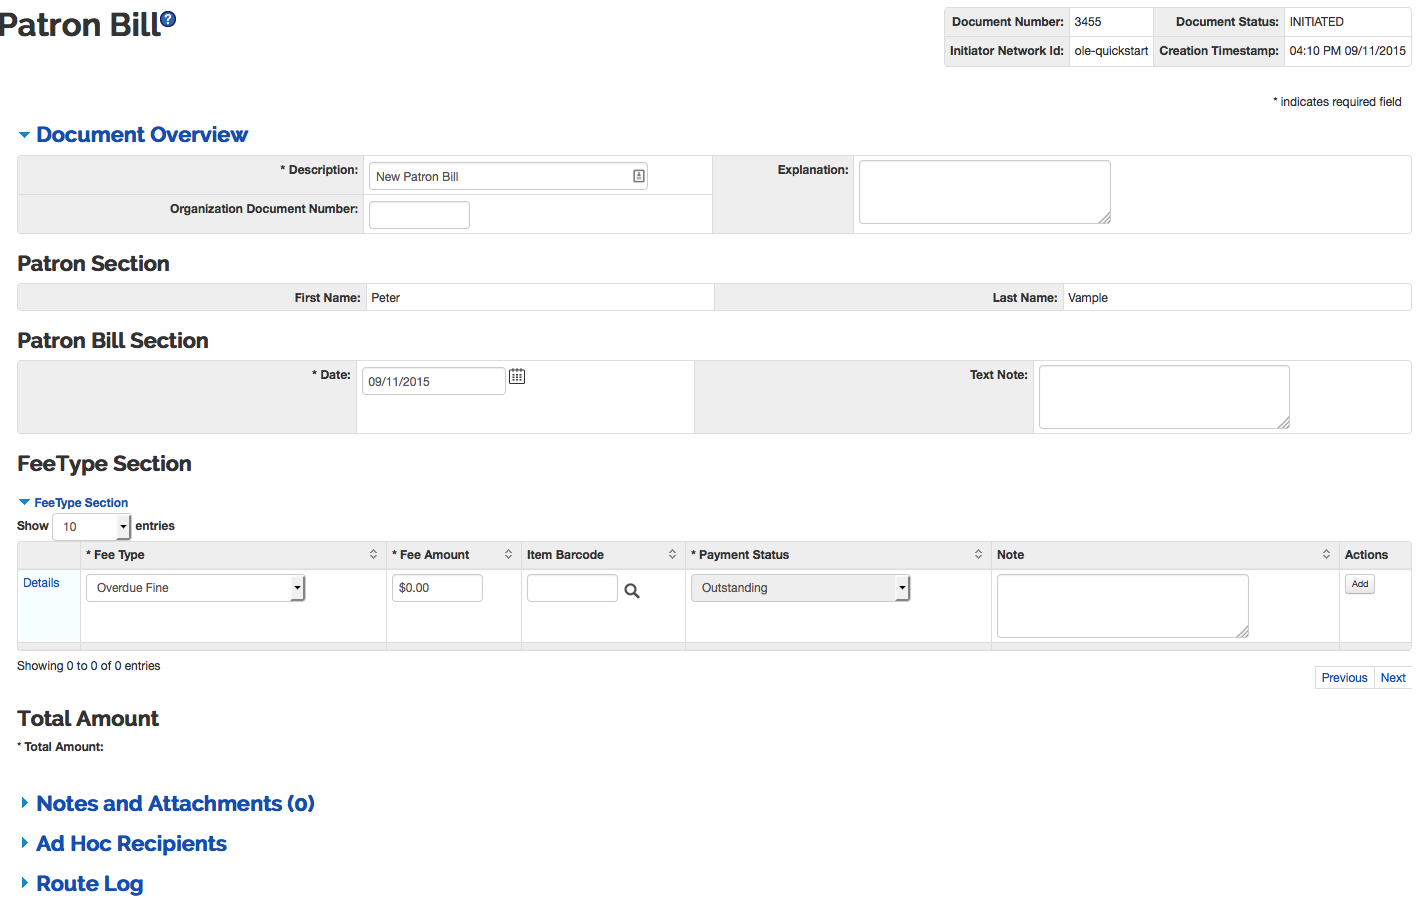 Patron Bill?
Document Number: 3455 Document Status: INITIATED
Initiator Network Id: ole-quickstart Creation Timestamp: 04:10 PM 09/11/2015
* indicates required field
Document Overview
* Description: New Patron Bill Explanation:
Organization Document Number:
Patron Section
First Name: Peter Last Name: Vample
Patron Bill Section
* Date: 09/11/2015 Text Note:
FeeType Section
FeeType Section
Show 10 entries
* Fee Type * Fee Amount Item Barcode * Payment Status Note Actions
Details Overdue Fine $0.00 Outstanding Add
Showing 0 to 0 of 0 entries
Previous Next
Total Amount
* Total Amount:
Notes and Attachments (0)
Ad Hoc Recipients
Route Log